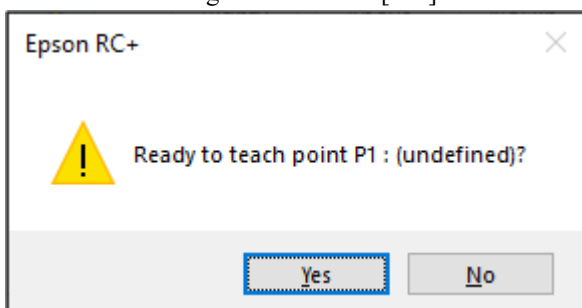 Epson RC+
Ready to teach point P1 : (undefined)?
Yes
No